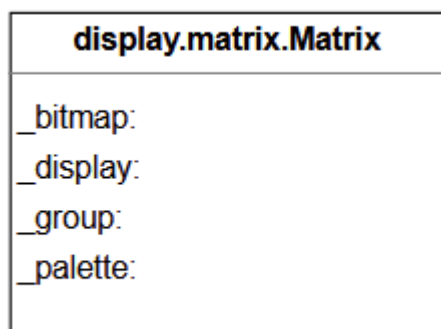 display.matrix.Matrix
_bitmap:
_display:
_group:
_palette: